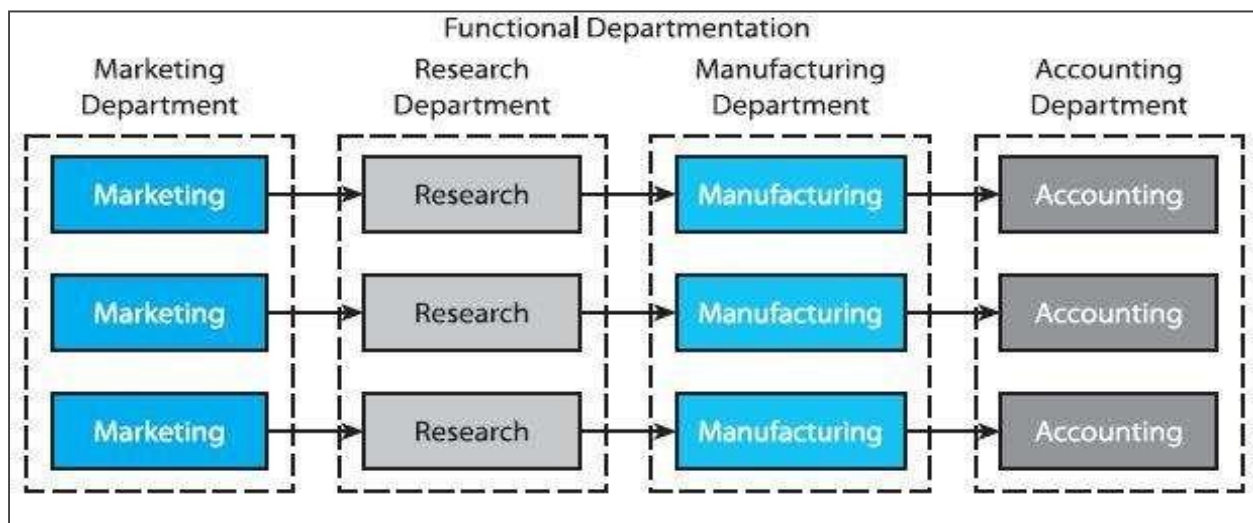 Functional Departmentation
Marketing Department
Research Department
Manufacturing Department
Accounting Department
Marketing
Research
Manufacturing
Accounting
Marketing
Research
Manufacturing
Accounting
Marketing
Research
Manufacturing
Accounting